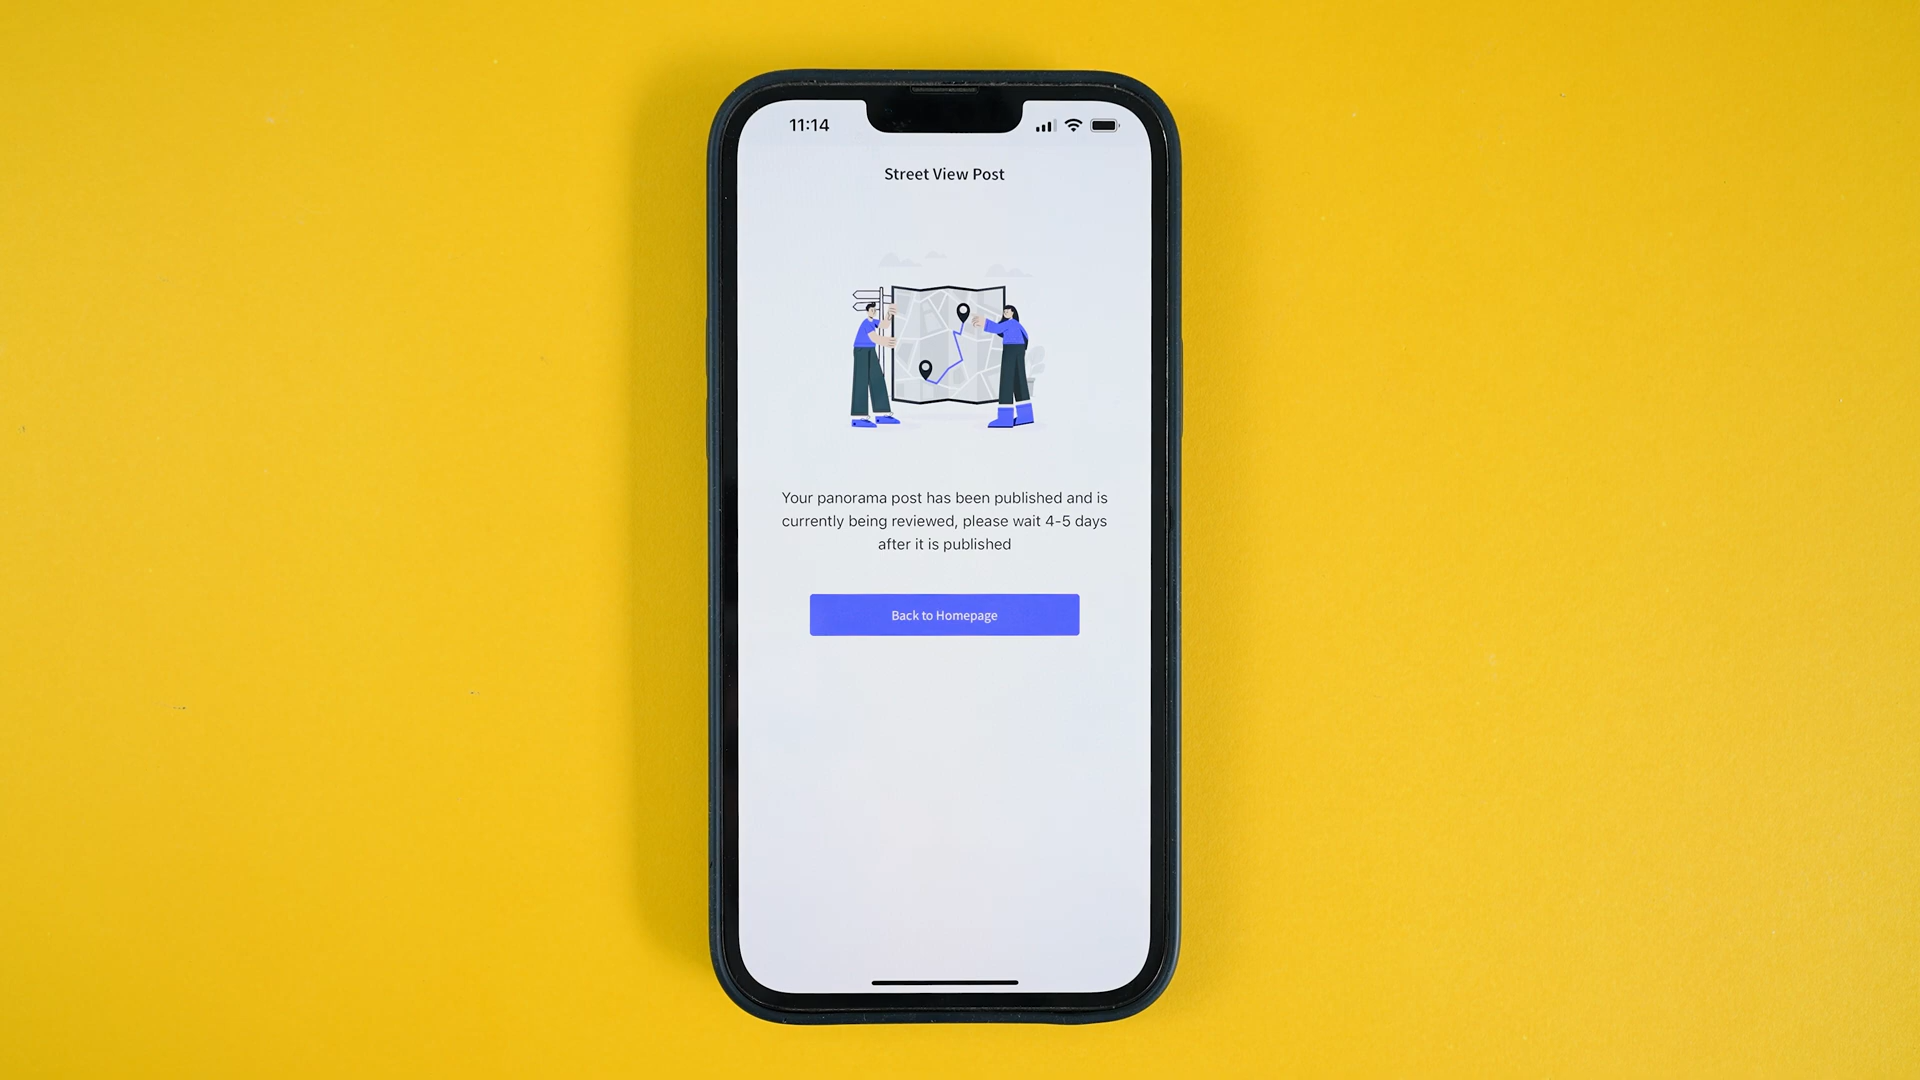 11:14
Street View Post
Your panorama post has been published and is
currently being reviewed, please wait 4-5 days
after it is published
Back to Homepage